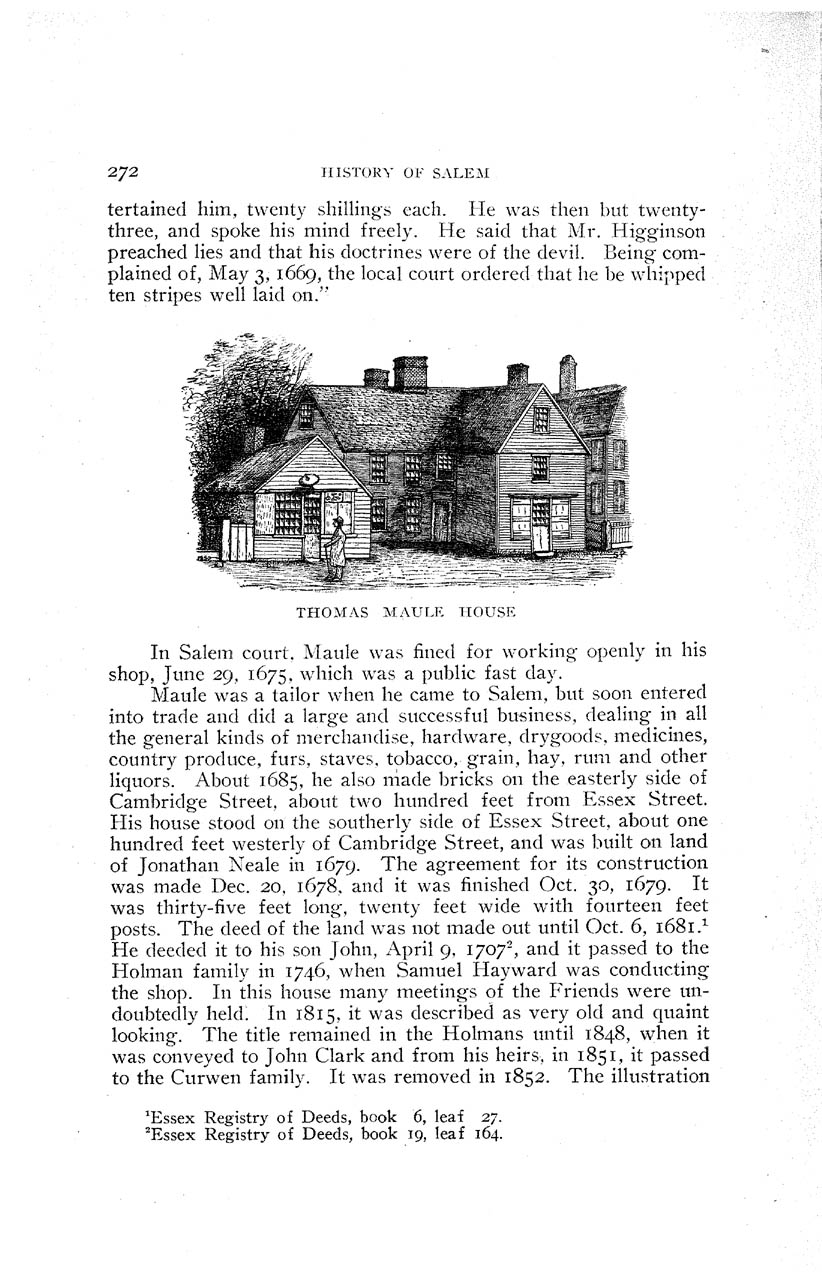 272 HISTORY OF SALEM
tertained him, twenty shillings each. He was then but twenty-
three, and spoke his mind freely. He said that Mr. Higginson
preached lies and that his doctrines were of the devil. Being com-
plained of, May 3, 1669, the local court ordered that he be whipped
ten stripes well laid on.”
THOMAS MAULE HOUSE
In Salem court, Maule was fined for working openly in his
shop, June 29, 1675, which was a public fast day.
Maule was a tailor when he came to Salem, but soon entered
into trade and did a large and successful business, dealing in all
the general kinds of merchandise, hardware, drygoods, medicines,
country produce, furs, staves, tobacco, grain, hay, rum and other
liquors. About 1685, he also made bricks on the easterly side of
Cambridge Street, about two hundred feet from Essex Street.
His house stood on the southerly side of Essex Street, about one
hundred feet westerly of Cambridge Street, and was built on land
of Jonathan Neale in 1679. The agreement for its construction
was made Dec. 20, 1678, and it was finished Oct. 30, 1679. It
was thirty-five feet long, twenty feet wide with fourteen feet
posts. The deed of the land was not made out until Oct. 6, 1681.¹
He deeded it to his son John, April 9, 1707², and it passed to the
Holman family in 1746, when Samuel Hayward was conducting
the shop. In this house many meetings of the Friends were un-
doubtedly held. In 1815, it was described as very old and quaint
looking. The title remained in the Holmans until 1848, when it
was conveyed to John Clark and from his heirs, in 1851, it passed
to the Curwen family. It was removed in 1852. The illustration
¹Essex Registry of Deeds, book 6, leaf 27.
²Essex Registry of Deeds, book 19, leaf 164.